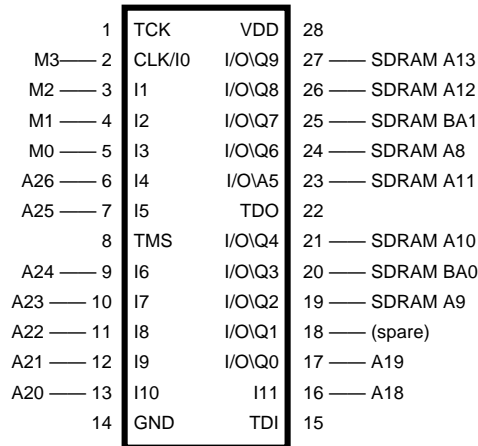 1 TCK VDD 28
M3 2 CLK/I0 I/O\Q9 27 SDRAM A13
M2 3 I1 I/O\Q8 26 SDRAM A12
M1 4 I2 I/O\Q7 25 SDRAM BA1
M0 5 I3 I/O\Q6 24 SDRAM A8
A26 6 I4 I/O\A5 23 SDRAM A11
A25 7 I5 TDO 22
8 TMS I/O\Q4 21 SDRAM A10
A24 9 I6 I/O\Q3 20 SDRAM BA0
A23 10 I7 I/O\Q2 19 SDRAM A9
A22 11 I8 I/O\Q1 18 (spare)
A21 12 I9 I/O\Q0 17 A19
A20 13 I10 I11 16 A18
14 GND TDI 15